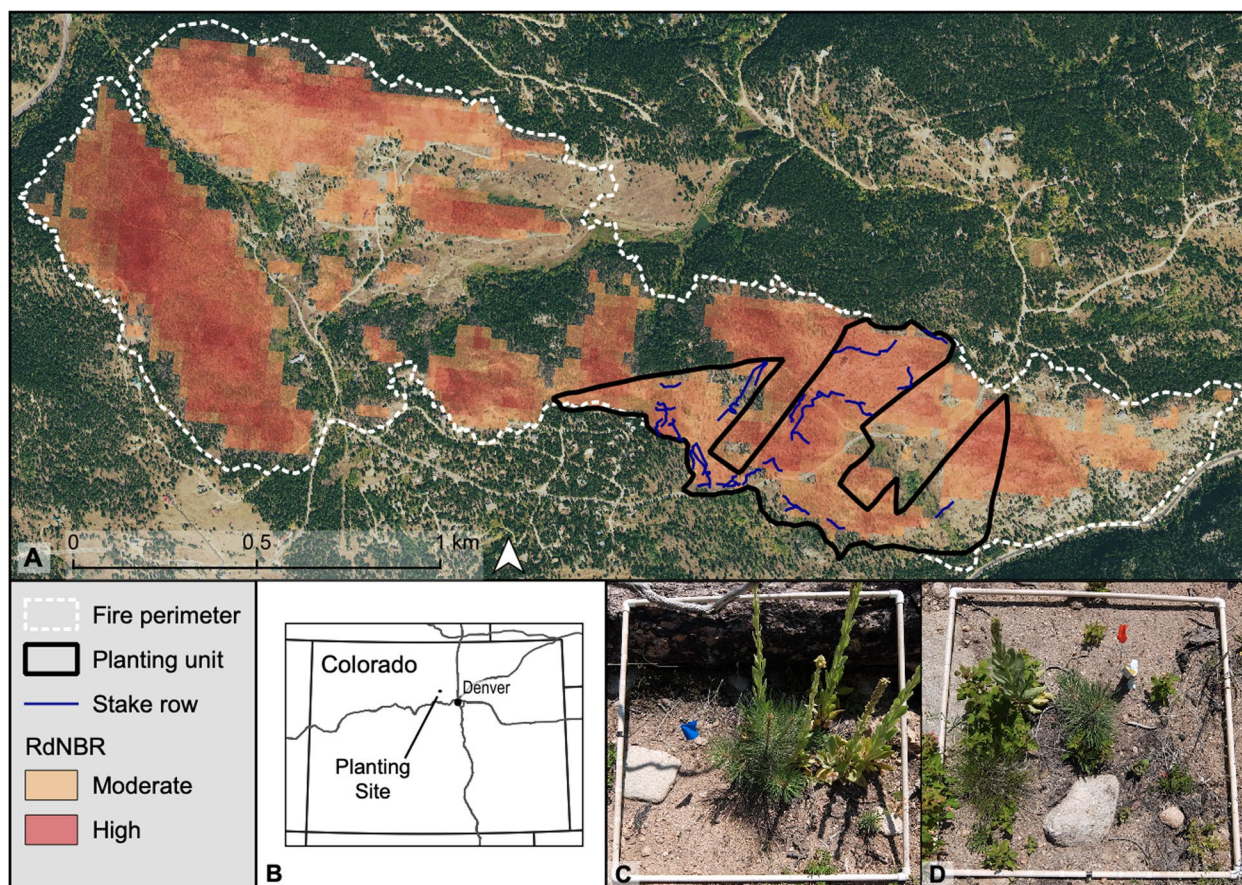 A
0 0.5 1 km
Fire perimeter
Planting unit
Stake row
RdNBR
Moderate
High
Colorado
Denver
Planting
Site
B
C
D